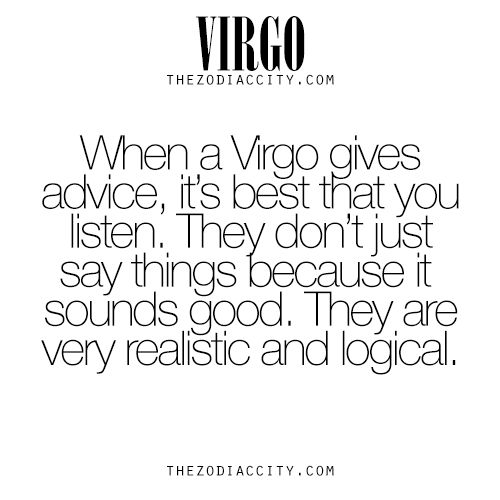 VIRGO
THEZODIACCITY.COM
When a Virgo gives
advice, it's best that you
listen. They don't just
say things because it
sounds good. They are
very realistic and logical.
THEZODIACCITY.COM